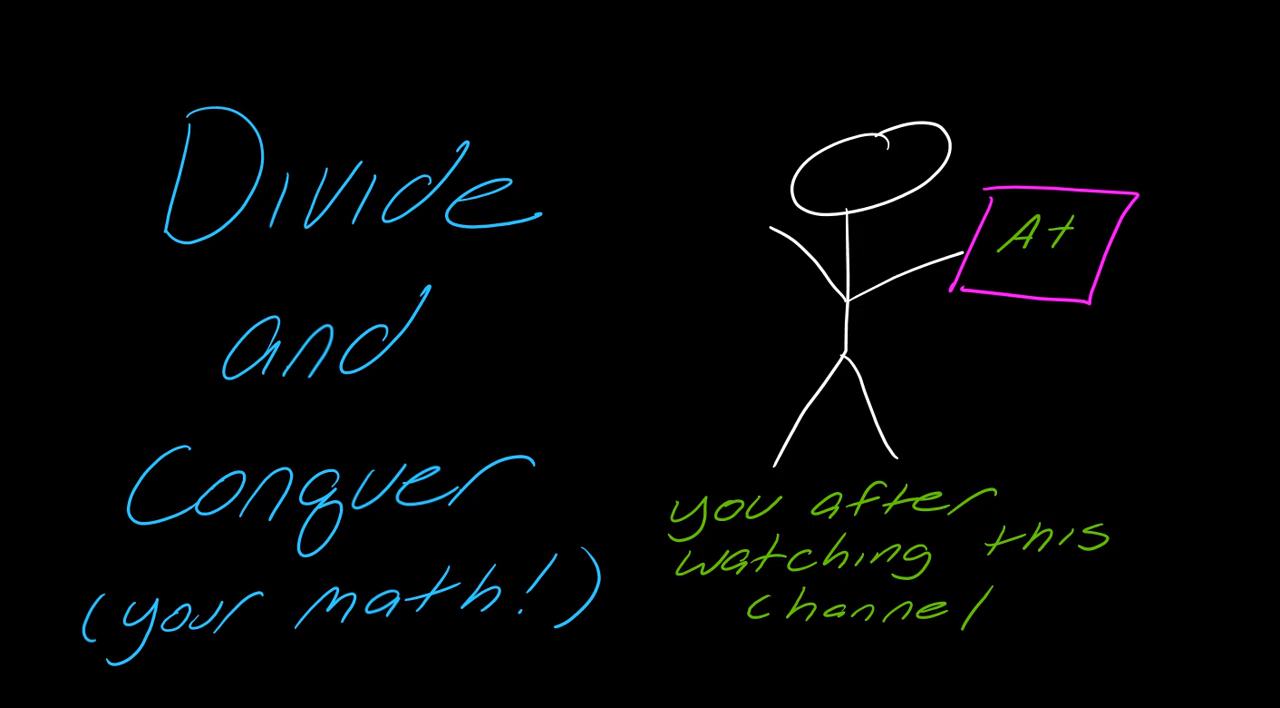 Divide
and
Conquer
(your math!)
A+
you after
watching this
channel